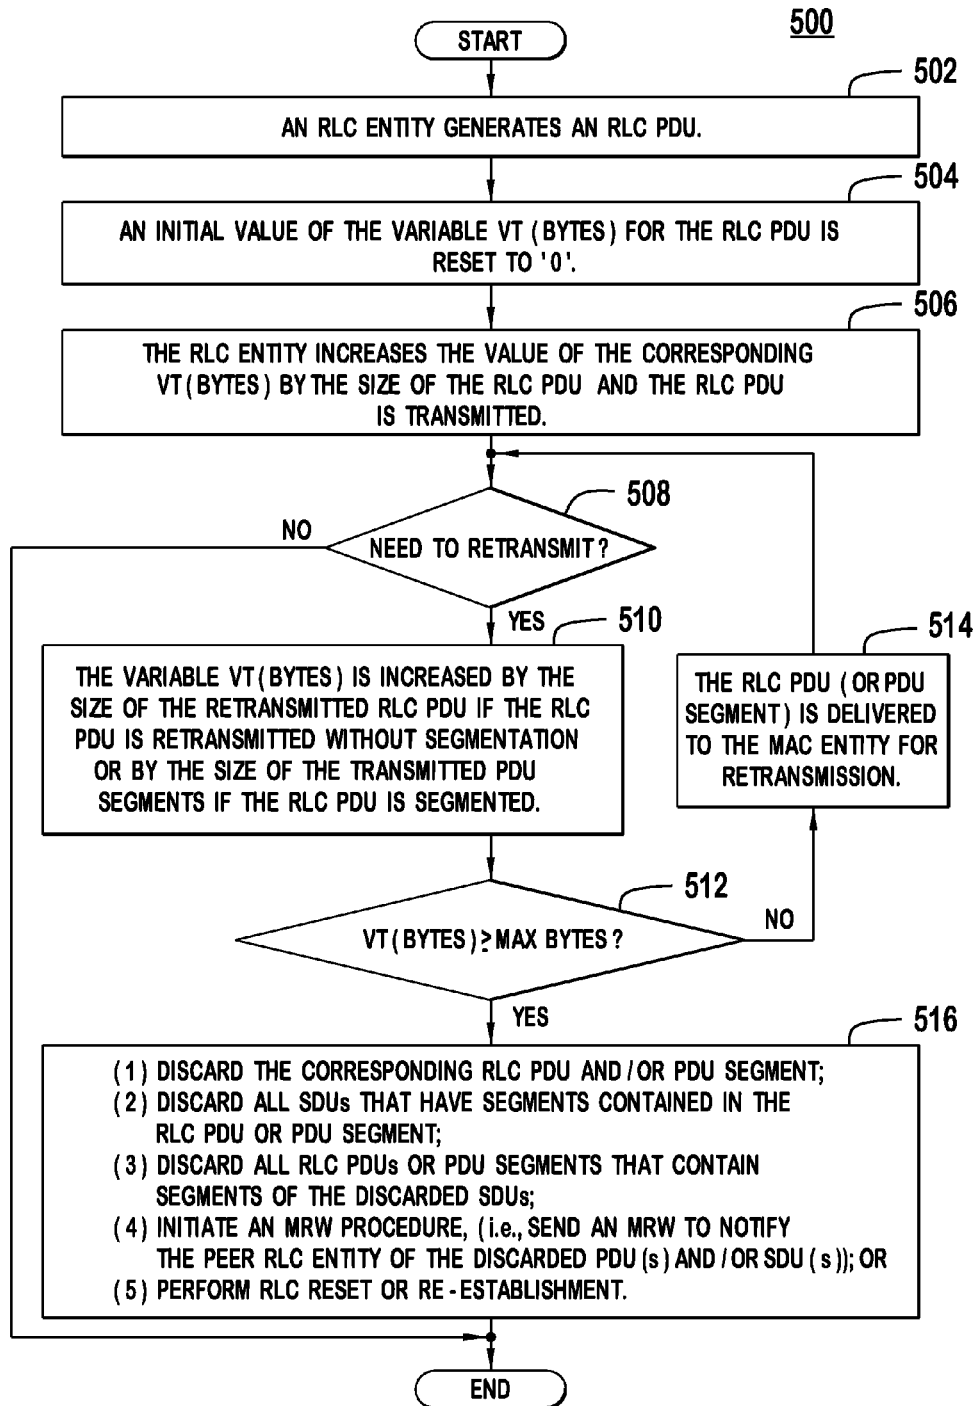 500
START
502
AN RLC ENTITY GENERATES AN RLC PDU.
504
AN INITIAL VALUE OF THE VARIABLE VT (BYTES) FOR THE RLC PDU IS
RESET TO '0'.
506
THE RLC ENTITY INCREASES THE VALUE OF THE CORRESPONDING
VT(BYTES) BY THE SIZE OF THE RLC PDU AND THE RLC PDU
IS TRANSMITTED.
508
NO
NEED TO RETRANSMIT?
YES
510
THE VARIABLE VT(BYTES) IS INCREASED BY THE
SIZE OF THE RETRANSMITTED RLC PDU IF THE RLC
PDU IS RETRANSMITTED WITHOUT SEGMENTATION
OR BY THE SIZE OF THE TRANSMITTED PDU
SEGMENTS IF THE RLC PDU IS SEGMENTED.
514
THE RLC PDU (OR PDU
SEGMENT) IS DELIVERED
TO THE MAC ENTITY FOR
RETRANSMISSION.
512
NO
VT(BYTES)≥MAX BYTES?
YES
516
(1) DISCARD THE CORRESPONDING RLC PDU AND/OR PDU SEGMENT;
(2) DISCARD ALL SDUs THAT HAVE SEGMENTS CONTAINED IN THE
RLC PDU OR PDU SEGMENT;
(3) DISCARD ALL RLC PDUs OR PDU SEGMENTS THAT CONTAIN
SEGMENTS OF THE DISCARDED SDUs;
(4) INITIATE AN MRW PROCEDURE, (i.e., SEND AN MRW TO NOTIFY
THE PEER RLC ENTITY OF THE DISCARDED PDU(s) AND/OR SDU(s)); OR
(5) PERFORM RLC RESET OR RE-ESTABLISHMENT.
END